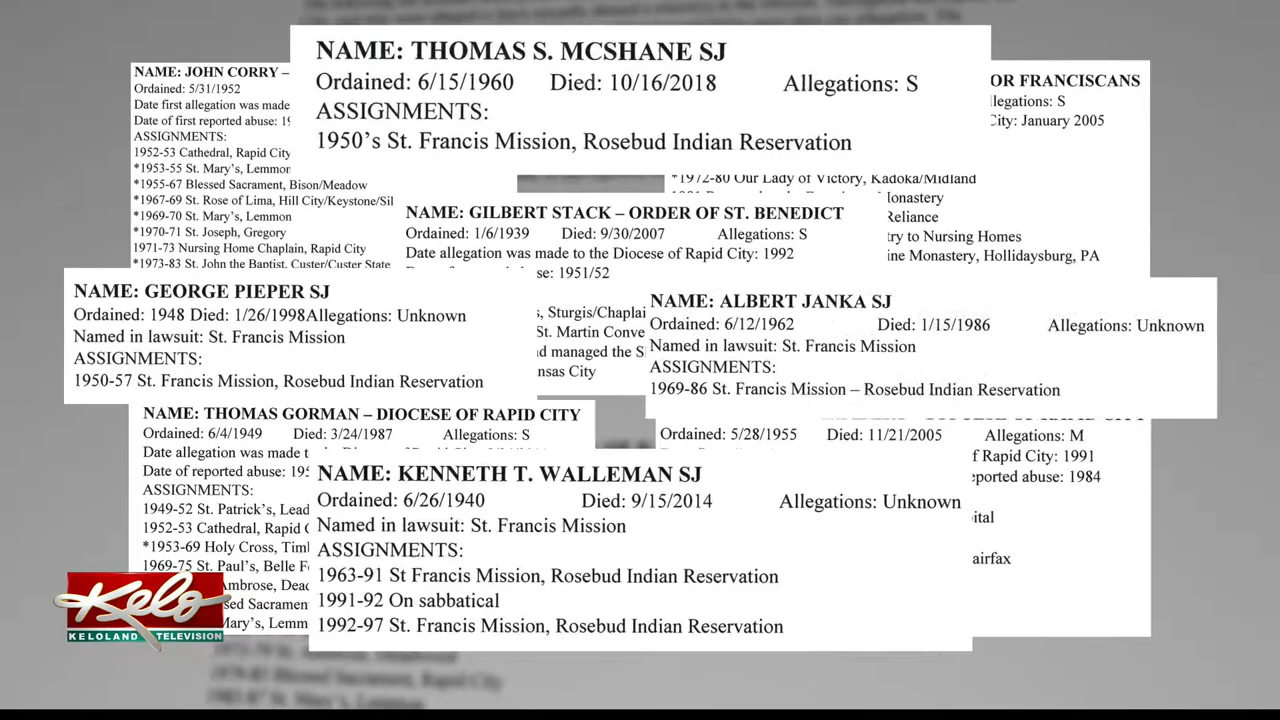 NAME: THOMAS S. MCSHANE SJ
Ordained: 6/15/1960 Died: 10/16/2018 Allegations: S
ASSIGNMENTS:
1950's St. Francis Mission, Rosebud Indian Reservation
NAME: JOHN CORRY –
Ordained: 5/31/1952
Date first allegation was made
Date of first reported abuse:
ASSIGNMENTS:
1952-53 Cathedral, Rapid City
*1953-55 St. Mary's, Lemmon
*1955-67 Blessed Sacrament, Bison/Meadow
*1967-69 St. Rose of Lima, Hill City/Keystone/Sil
*1969-70 St. Mary's, Lemmon
*1970-71 St. Joseph, Gregory
1971-73 Nursing Home Chaplain, Rapid City
*1973-83 St. John the Baptist, Custer/Custer State
OR FRANCISCANS
llegations: S
City: January 2005
*1972-80 Our Lady of Victory, Kadoka/Midland
Monastery
Reliance
try to Nursing Homes
ine Monastery, Hollidaysburg, PA
NAME: GILBERT STACK – ORDER OF ST. BENEDICT
Ordained: 1/6/1939 Died: 9/30/2007 Allegations: S
Date allegation was made to the Diocese of Rapid City: 1992
se: 1951/52
s, Sturgis/Chaplai
St. Martin Conve
d managed the S
nsas City
NAME: GEORGE PIEPER SJ
Ordained: 1948 Died: 1/26/1998Allegations: Unknown
Named in lawsuit: St. Francis Mission
ASSIGNMENTS:
1950-57 St. Francis Mission, Rosebud Indian Reservation
NAME: ALBERT JANKA SJ
Ordained: 6/12/1962 Died: 1/15/1986 Allegations: Unknown
Named in lawsuit: St. Francis Mission
ASSIGNMENTS:
1969-86 St. Francis Mission – Rosebud Indian Reservation
NAME: THOMAS GORMAN – DIOCESE OF RAPID CITY
Ordained: 6/4/1949 Died: 3/24/1987 Allegations: S
Date allegation was made t
Date of reported abuse: 195
ASSIGNMENTS:
1949-52 St. Patrick's, Lead
1952-53 Cathedral, Rapid C
*1953-69 Holy Cross, Timb
1969-75 St. Paul's, Belle Fo
Ambrose, Dead
sed Sacramen
Mary's, Lemm
Ordained: 5/28/1955 Died: 11/21/2005 Allegations: M
f Rapid City: 1991
eported abuse: 1984
ital
airfax
NAME: KENNETH T. WALLEMAN SJ
Ordained: 6/26/1940 Died: 9/15/2014 Allegations: Unknown
Named in lawsuit: St. Francis Mission
ASSIGNMENTS:
1963-91 St Francis Mission, Rosebud Indian Reservation
1991-92 On sabbatical
1992-97 St. Francis Mission, Rosebud Indian Reservation
Kelo
KELOLAND TELEVISION